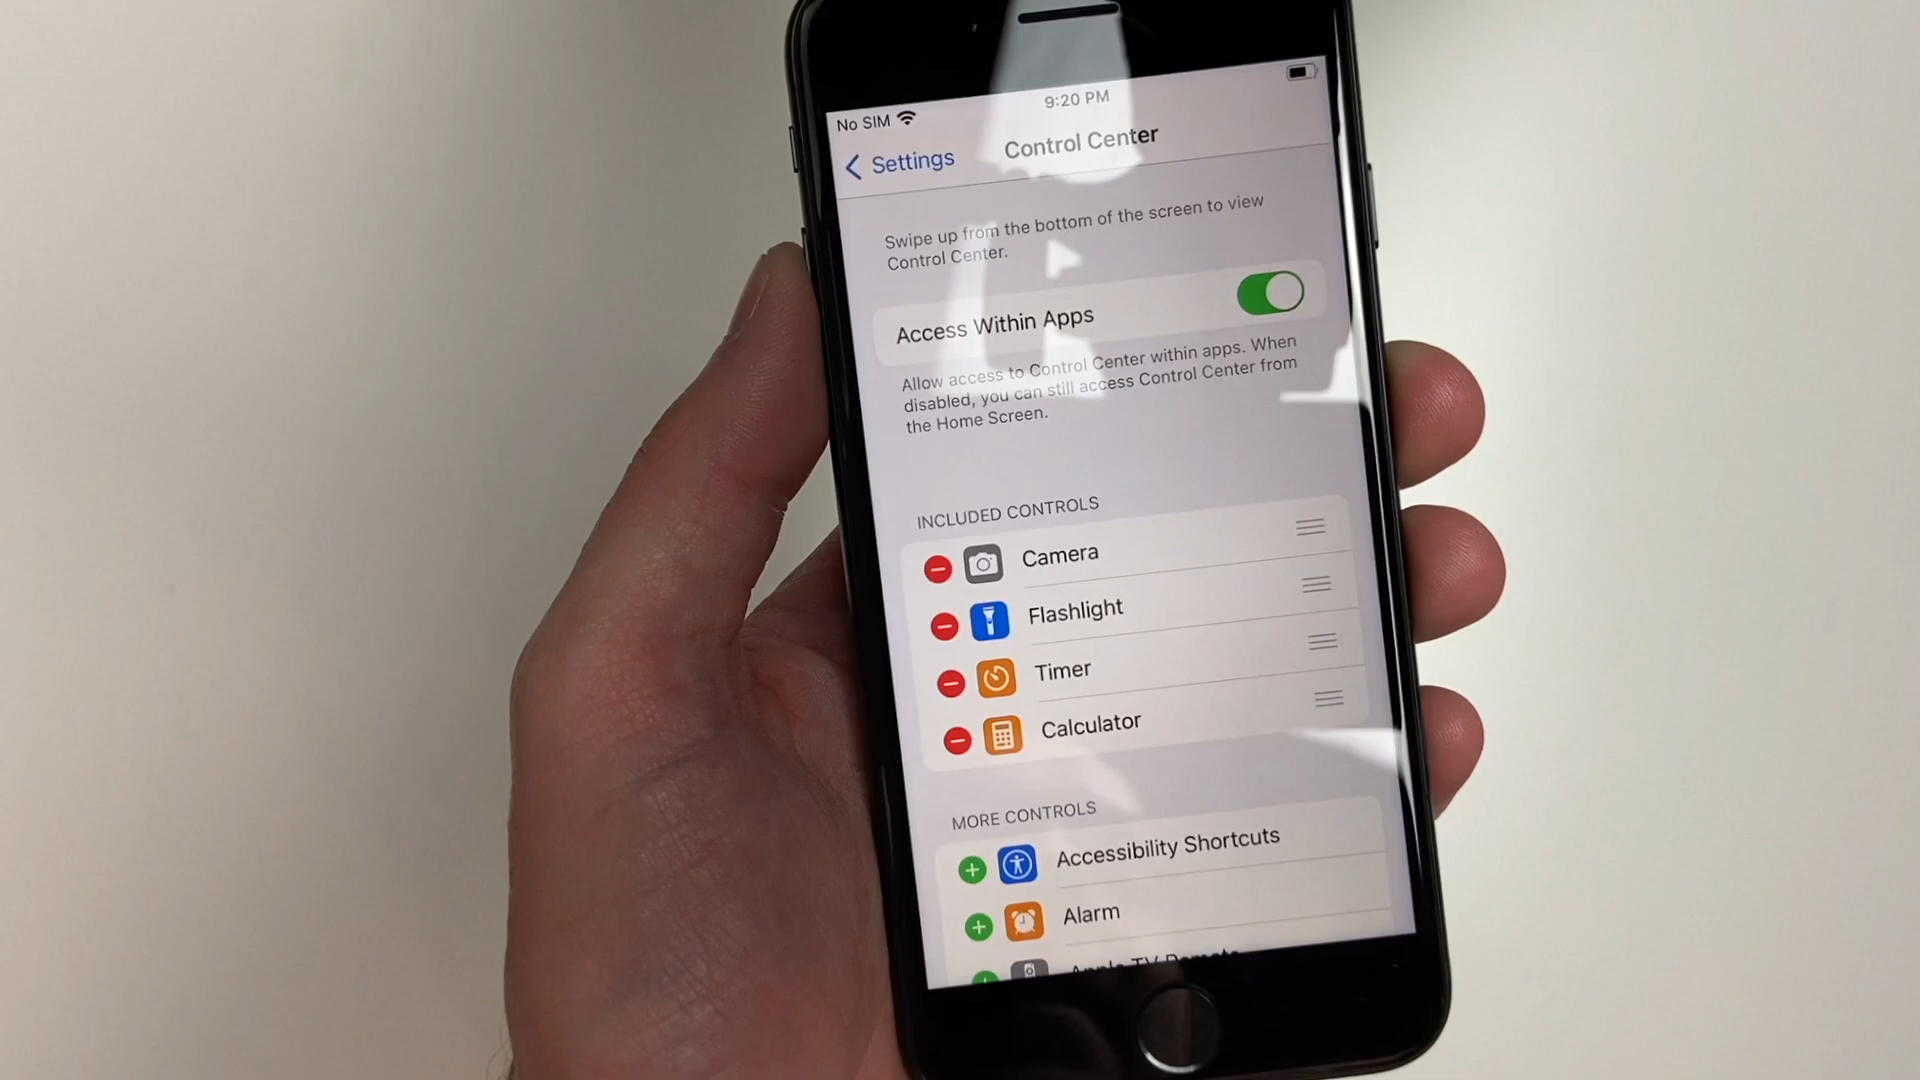 No SIM
9:20 PM
Settings
Control Center
Swipe up from the bottom of the screen to view
Control Center.
Access Within Apps
Allow access to Control Center within apps. When
disabled, you can still access Control Center from
the Home Screen.
INCLUDED CONTROLS
Camera
Flashlight
Timer
Calculator
MORE CONTROLS
Accessibility Shortcuts
Alarm
Apple TV Remote